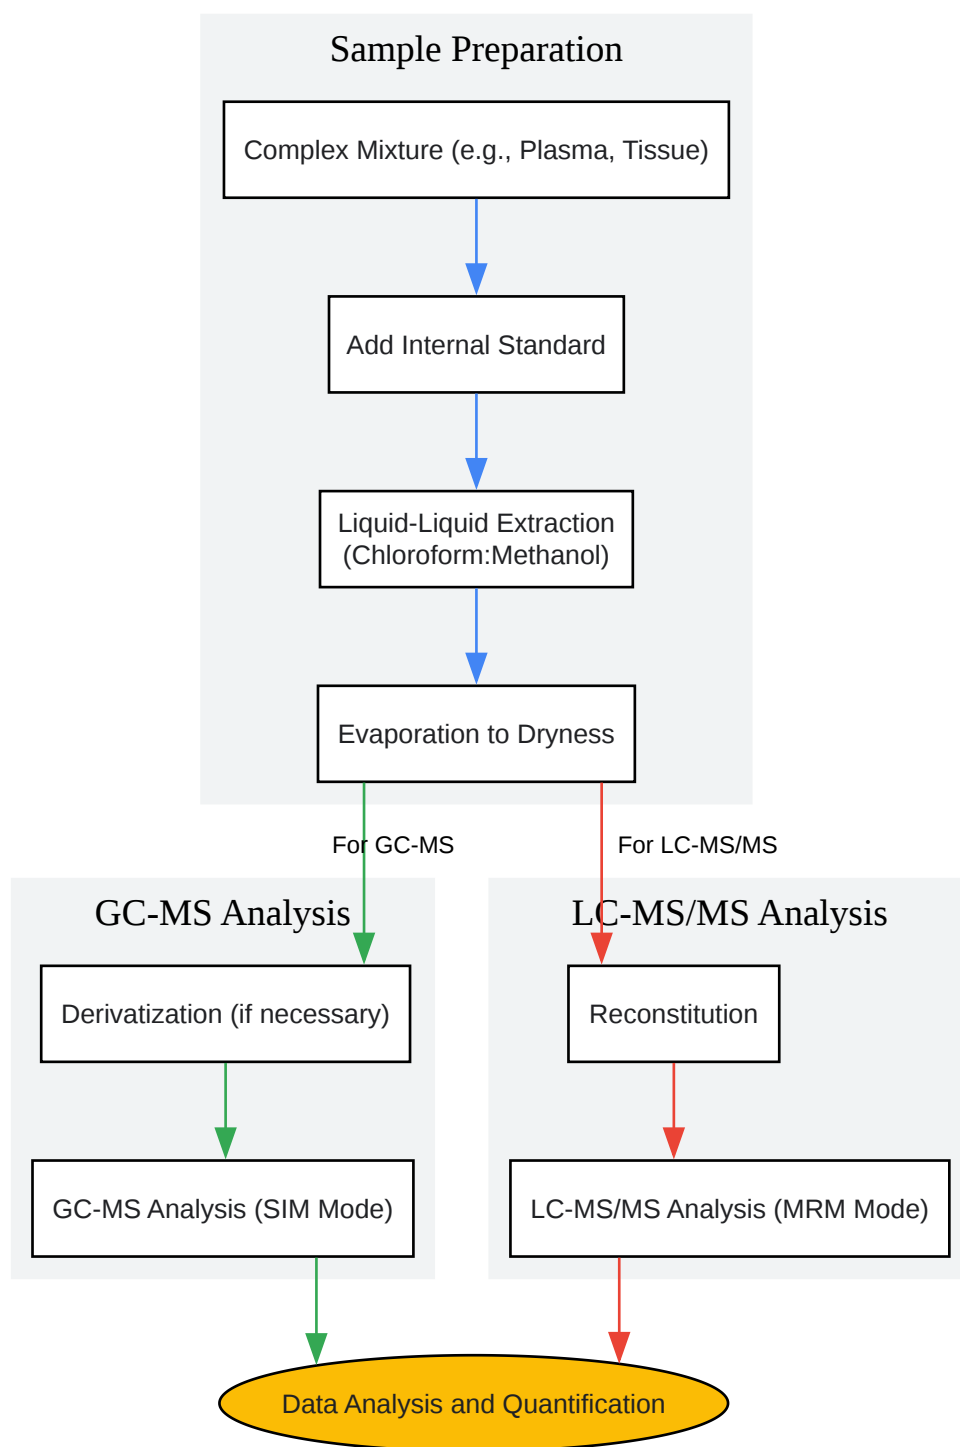 Sample Preparation
Complex Mixture (e.g., Plasma, Tissue)
Add Internal Standard
Liquid-Liquid Extraction
(Chloroform:Methanol)
Evaporation to Dryness
For GC-MS
For LC-MS/MS
GC-MS Analysis
LC-MS/MS Analysis
Derivatization (if necessary)
Reconstitution
GC-MS Analysis (SIM Mode)
LC-MS/MS Analysis (MRM Mode)
Data Analysis and Quantification